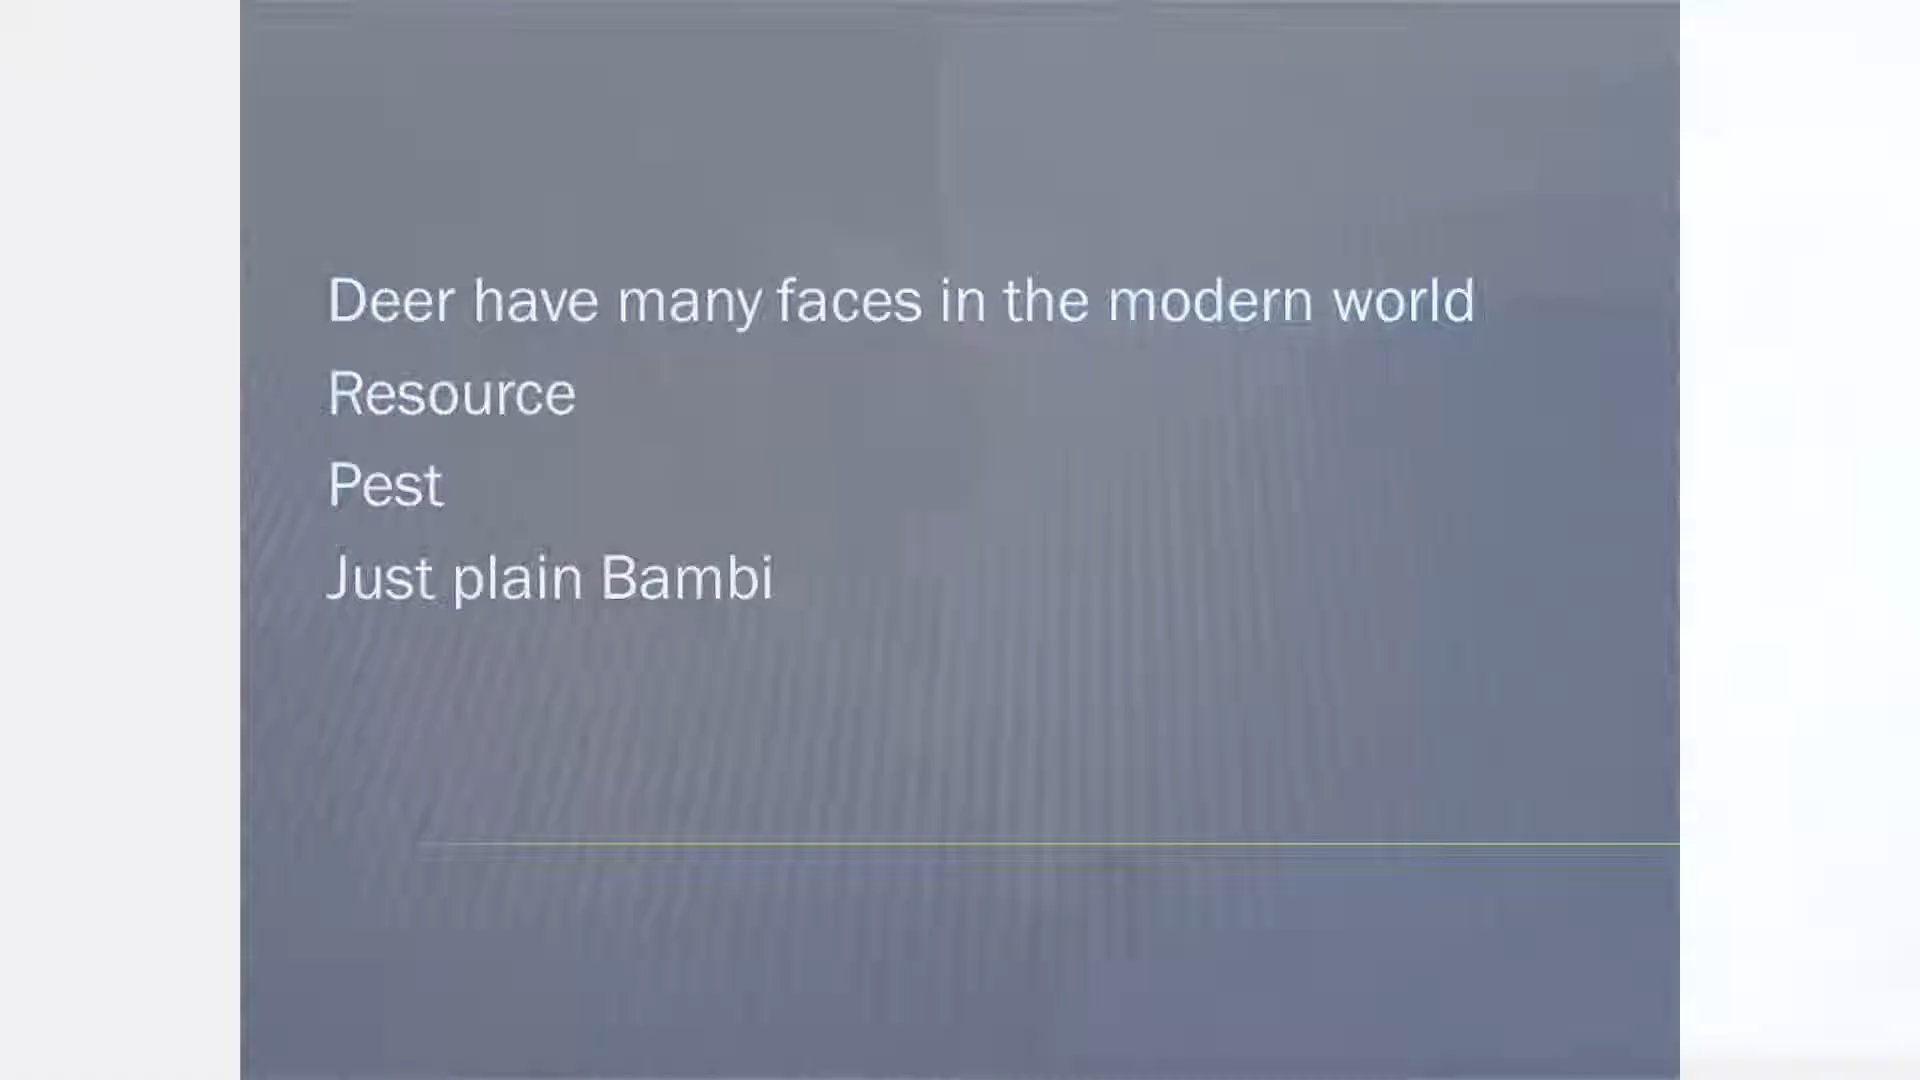 Deer have many faces in the modern world
Resource
Pest
Just plain Bambi